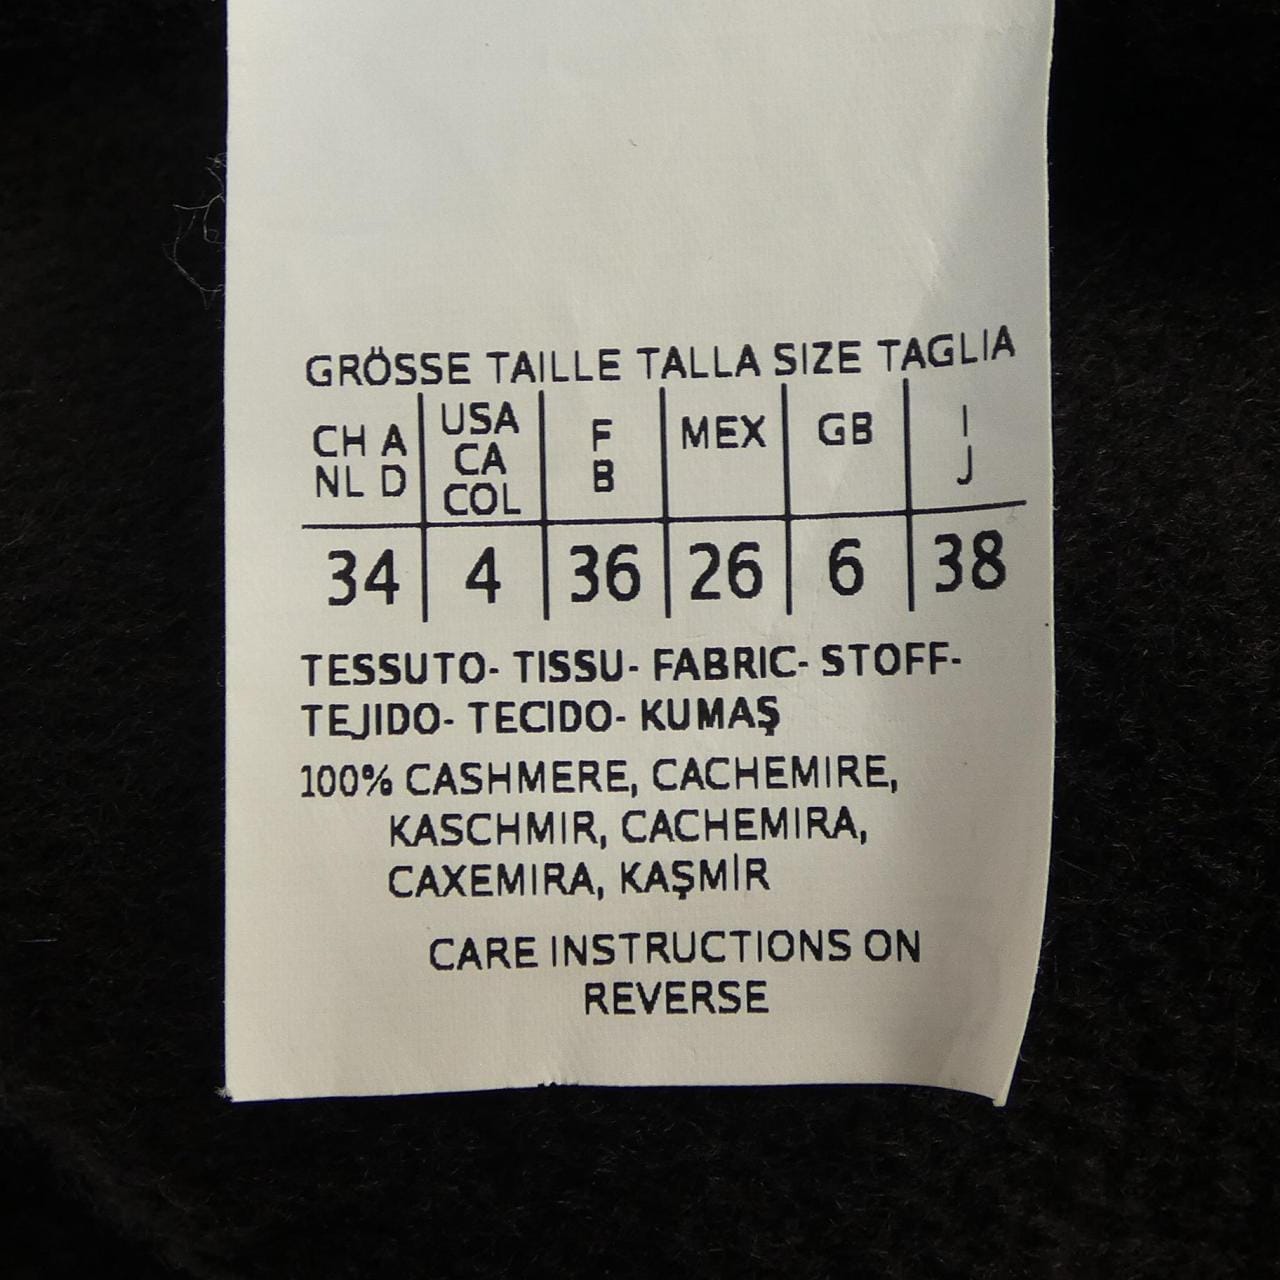 GRÖSSE TAILLE TALLA SIZE TAGLIA
CH A USA F MEX GB I
NL D CA B J
COL
34 4 36 26 6 38
TESSUTO- TISSU- FABRIC- STOFF-
TEJIDO- TECIDO- KUMAŞ
100% CASHMERE, CACHEMIRE,
KASCHMIR, CACHEMIRA,
CAXEMIRA, KAŞMİR
CARE INSTRUCTIONS ON
REVERSE